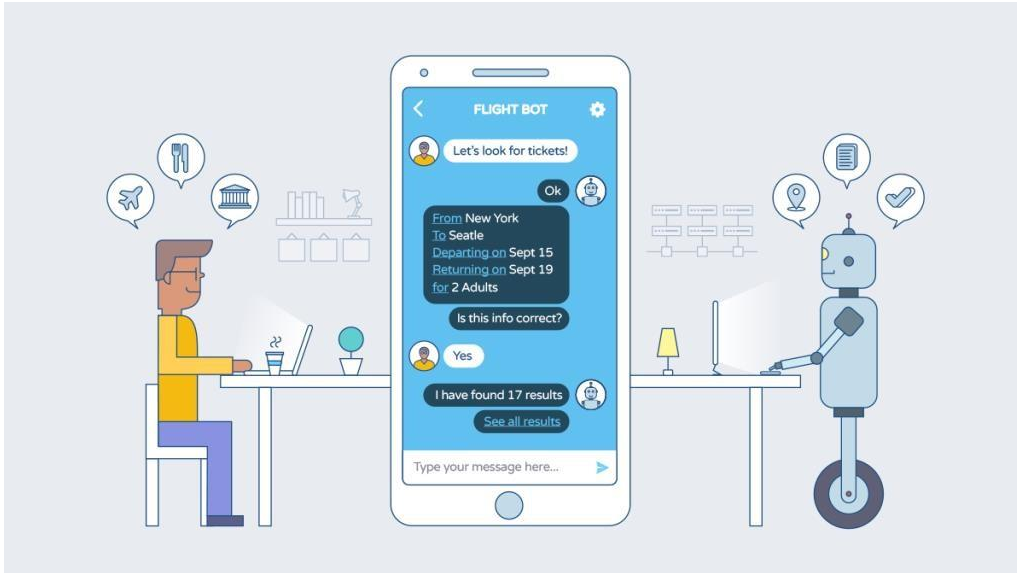 FLIGHT BOT
Let's look for tickets!
Ok
From New York
To Seatle
Departing on Sept 15
Returning on Sept 19
for 2 Adults
Is this info correct?
Yes
I have found 17 results
See all results
Type your message here...